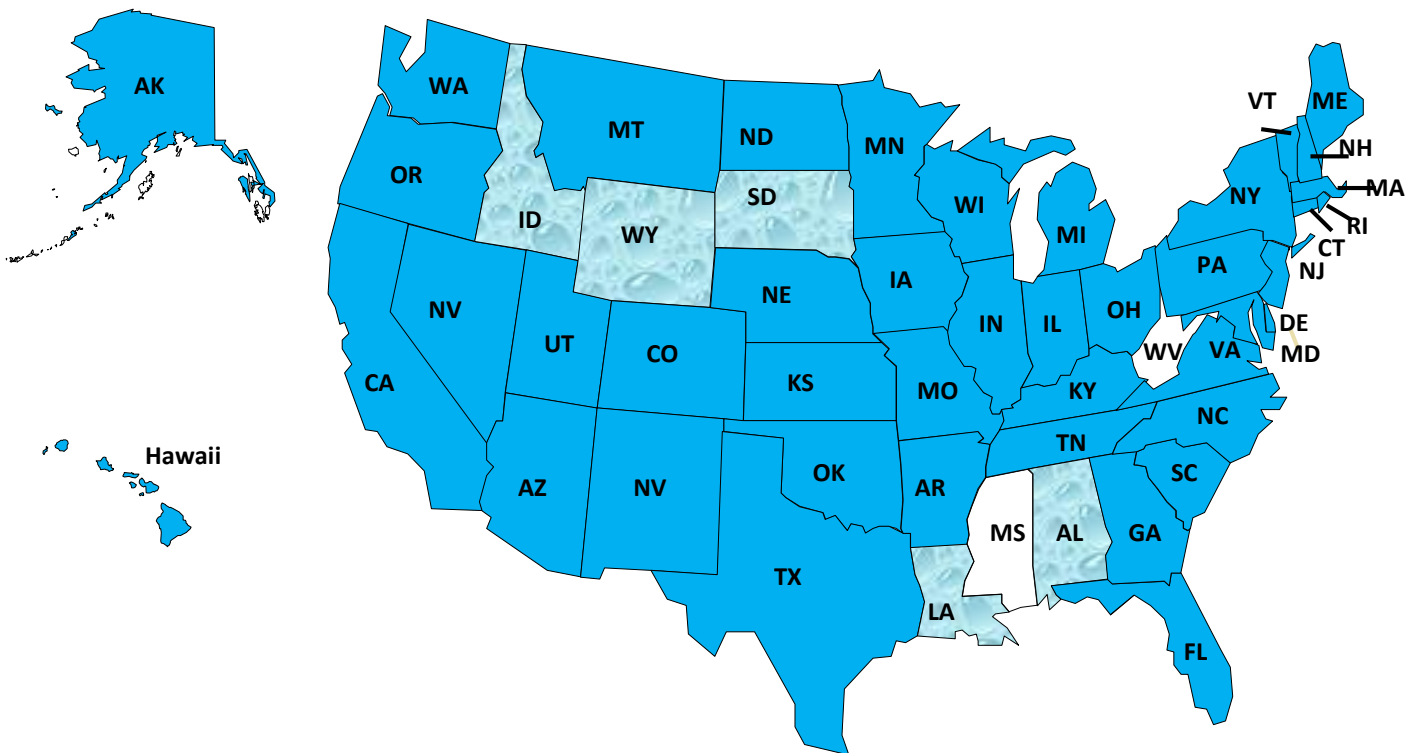 AK
WA
VT
ME
MT
ND
MN
NH
OR
MA
SD
NY
ID
WI
RI
WY
MI
CT
PA
NJ
IA
NE
NV
IN
IL
OH
DE
UT
WV
VA
MD
CO
CA
KS
MO
KY
NC
TN
Hawaii
OK
SC
AZ
NV
AR
MS
AL
GA
TX
LA
FL